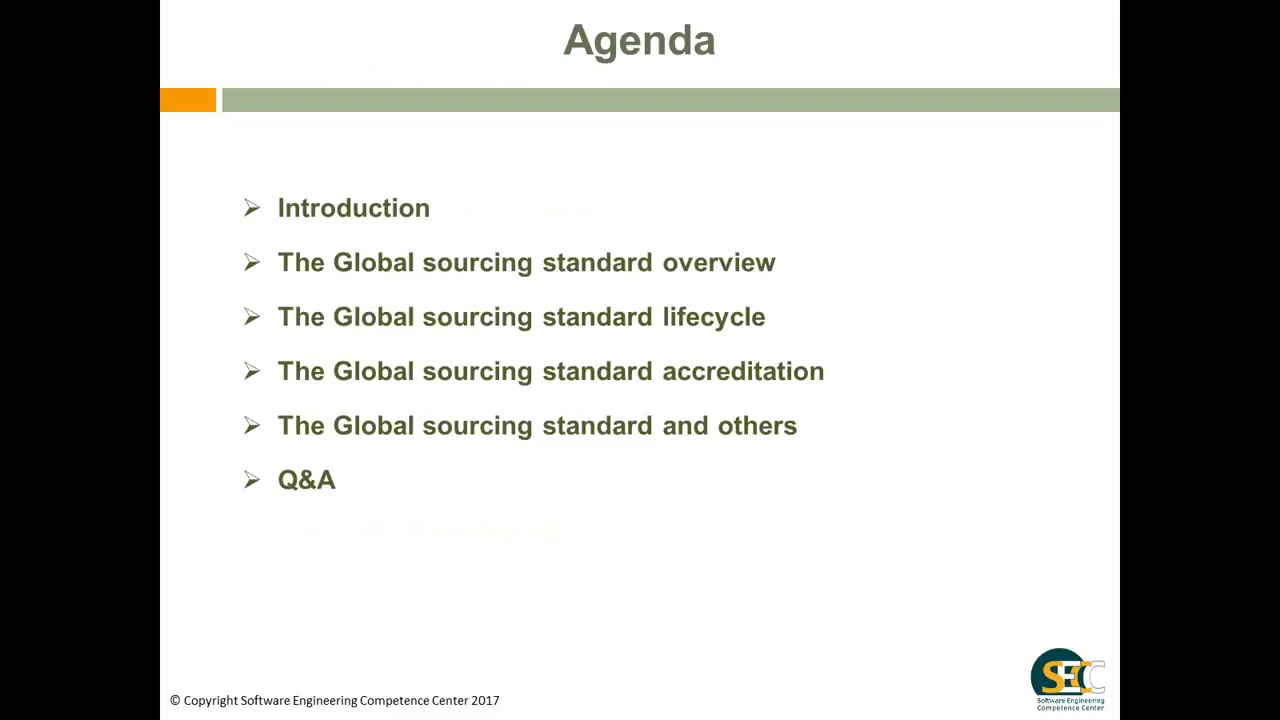 Agenda
Introduction
The Global sourcing standard overview
The Global sourcing standard lifecycle
The Global sourcing standard accreditation
The Global sourcing standard and others
Q&A
© Copyright Software Engineering Competence Center 2017
SECC
Software Engineering
Competence Center